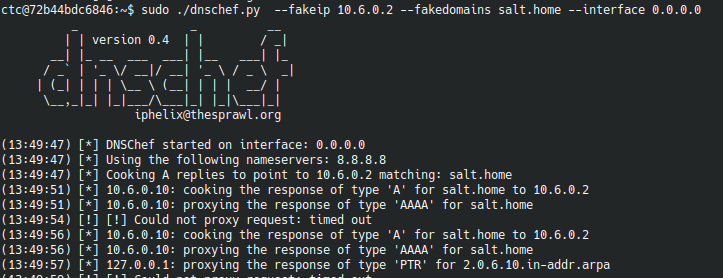 ctc@72b44bdc6846:~$ sudo ./dnschef.py  --fakeip 10.6.0.2 --fakedomains salt.home --interface 0.0.0.0
version 0.4
dnschef
iphelix@thesprawl.org
(13:49:47) [*] DNSChef started on interface: 0.0.0.0
(13:49:47) [*] Using the following nameservers: 8.8.8.8
(13:49:47) [*] Cooking A replies to point to 10.6.0.2 matching: salt.home
(13:49:51) [*] 10.6.0.10: cooking the response of type 'A' for salt.home to 10.6.0.2
(13:49:51) [*] 10.6.0.10: proxying the response of type 'AAAA' for salt.home
(13:49:54) [!] [!] Could not proxy request: timed out
(13:49:56) [*] 10.6.0.10: cooking the response of type 'A' for salt.home to 10.6.0.2
(13:49:56) [*] 10.6.0.10: proxying the response of type 'AAAA' for salt.home
(13:49:57) [*] 127.0.0.1: proxying the response of type 'PTR' for 2.0.6.10.in-addr.arpa